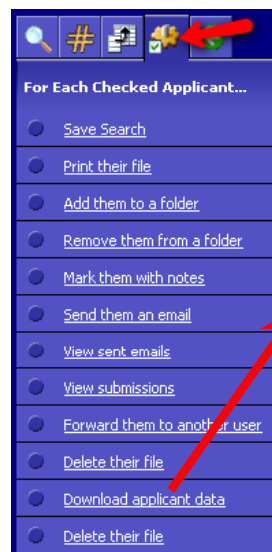 #
For Each Checked Applicant...
Save Search
Print their file
Add them to a folder
Remove them from a folder
Mark them with notes
Send them an email
View sent emails
View submissions
Forward them to another user
Delete their file
Download applicant data
Delete their file